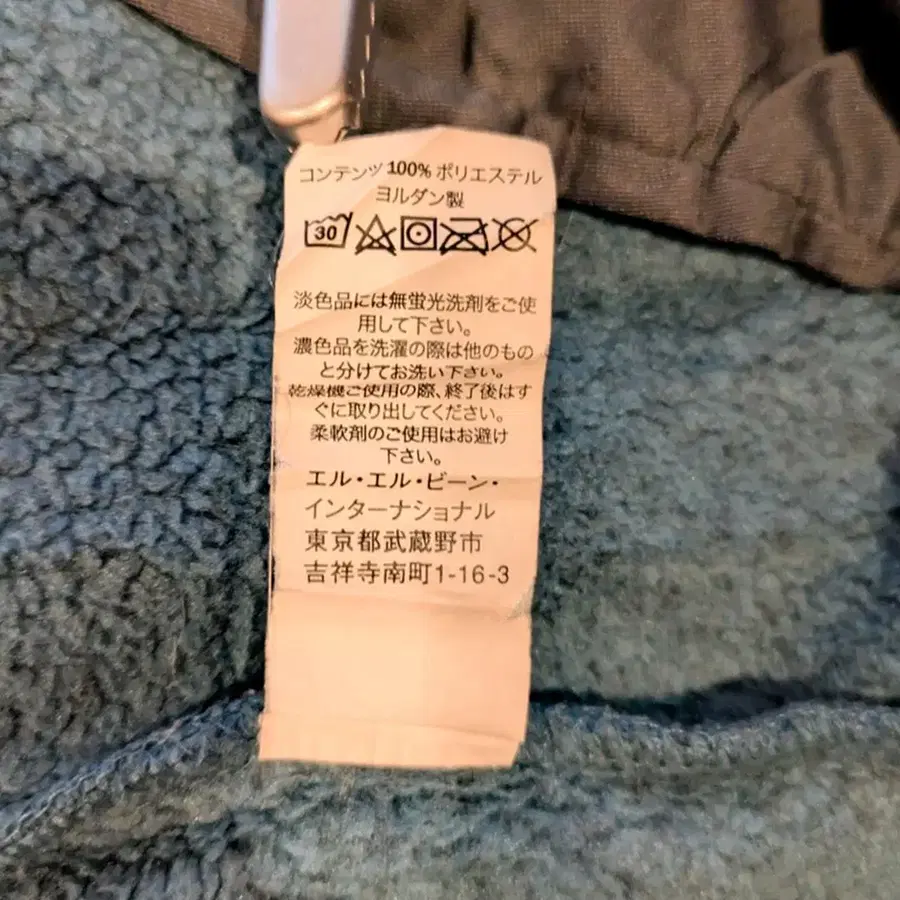 コンテンツ 100% ポリエステル
ヨルダン製
30
淡色品には無蛍光洗剤をご使
用して下さい。
濃色品を洗濯の際は他のもの
と分けてお洗い下さい。
乾燥機ご使用の際、終了後はす
ぐに取り出してください。
柔軟剤のご使用はお避け
下さい。
エル・エル・ビーン・
インターナショナル
東京都武蔵野市
吉祥寺南町1-16-3